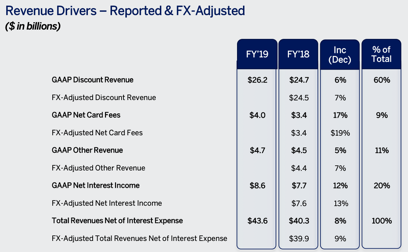 Revenue Drivers – Reported & FX-Adjusted
($ in billions)
FY'19 FY'18 Inc (Dec) % of Total
GAAP Discount Revenue $26.2 $24.7 6% 60%
FX-Adjusted Discount Revenue $24.5 7%
GAAP Net Card Fees $4.0 $3.4 17% 9%
FX-Adjusted Net Card Fees $3.4 $19%
GAAP Other Revenue $4.7 $4.5 5% 11%
FX-Adjusted Other Revenue $4.4 7%
GAAP Net Interest Income $8.6 $7.7 12% 20%
FX-Adjusted Net Interest Income $7.6 13%
Total Revenues Net of Interest Expense $43.6 $40.3 8% 100%
FX-Adjusted Total Revenues Net of Interest Expense $39.9 9%